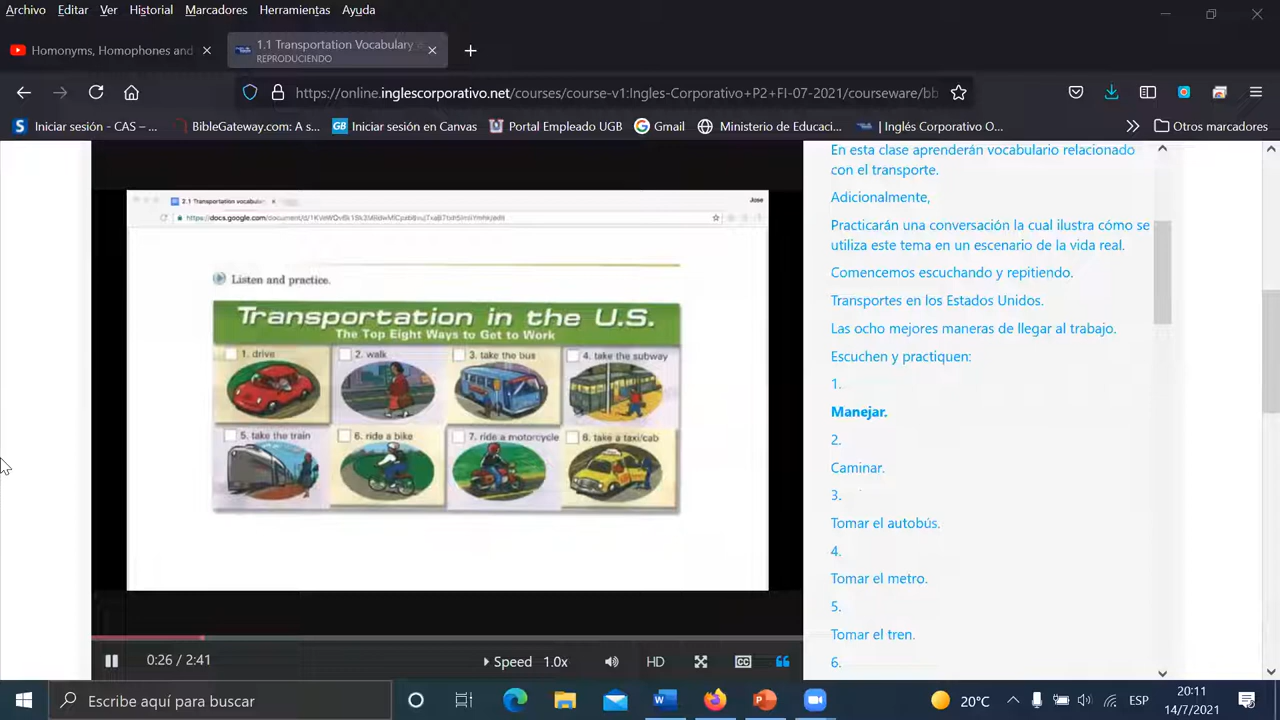 Archivo Editar Ver Historial Marcadores Herramientas Ayuda
Homonyms, Homophones and
1.1 Transportation Vocabulary
REPRODUCIENDO
https://online.inglescorporativo.net/courses/course-v1:Ingles-Corporativo+P2+FI-07-2021/courseware/bb
Iniciar sesión - CAS – ...
BibleGateway.com: A s...
GB Iniciar sesión en Canvas
Portal Empleado UGB
Gmail
Ministerio de Educaci...
| Inglés Corporativo O...
Otros marcadores
2.1 Transportation vocabular
Jose
Listen and practice.
Transportation in the U.S.
The Top Eight Ways to Get to Work
1. drive
2. walk
3. take the bus
4. take the subway
5. take the train
6. ride a bike
7. ride a motorcycle
8. take a taxi/cab
0:26 / 2:41
Speed 1.0x
HD
CC
En esta clase aprenderán vocabulario relacionado
con el transporte.
Adicionalmente,
Practicarán una conversación la cual ilustra cómo se
utiliza este tema en un escenario de la vida real.
Comencemos escuchando y repitiendo.
Transportes en los Estados Unidos.
Las ocho mejores maneras de llegar al trabajo.
Escuchen y practiquen:
1.
Manejar.
2.
Caminar.
3.
Tomar el autobús.
4.
Tomar el metro.
5.
Tomar el tren.
6.
Escribe aquí para buscar
20°C
ESP
20:11
14/7/2021